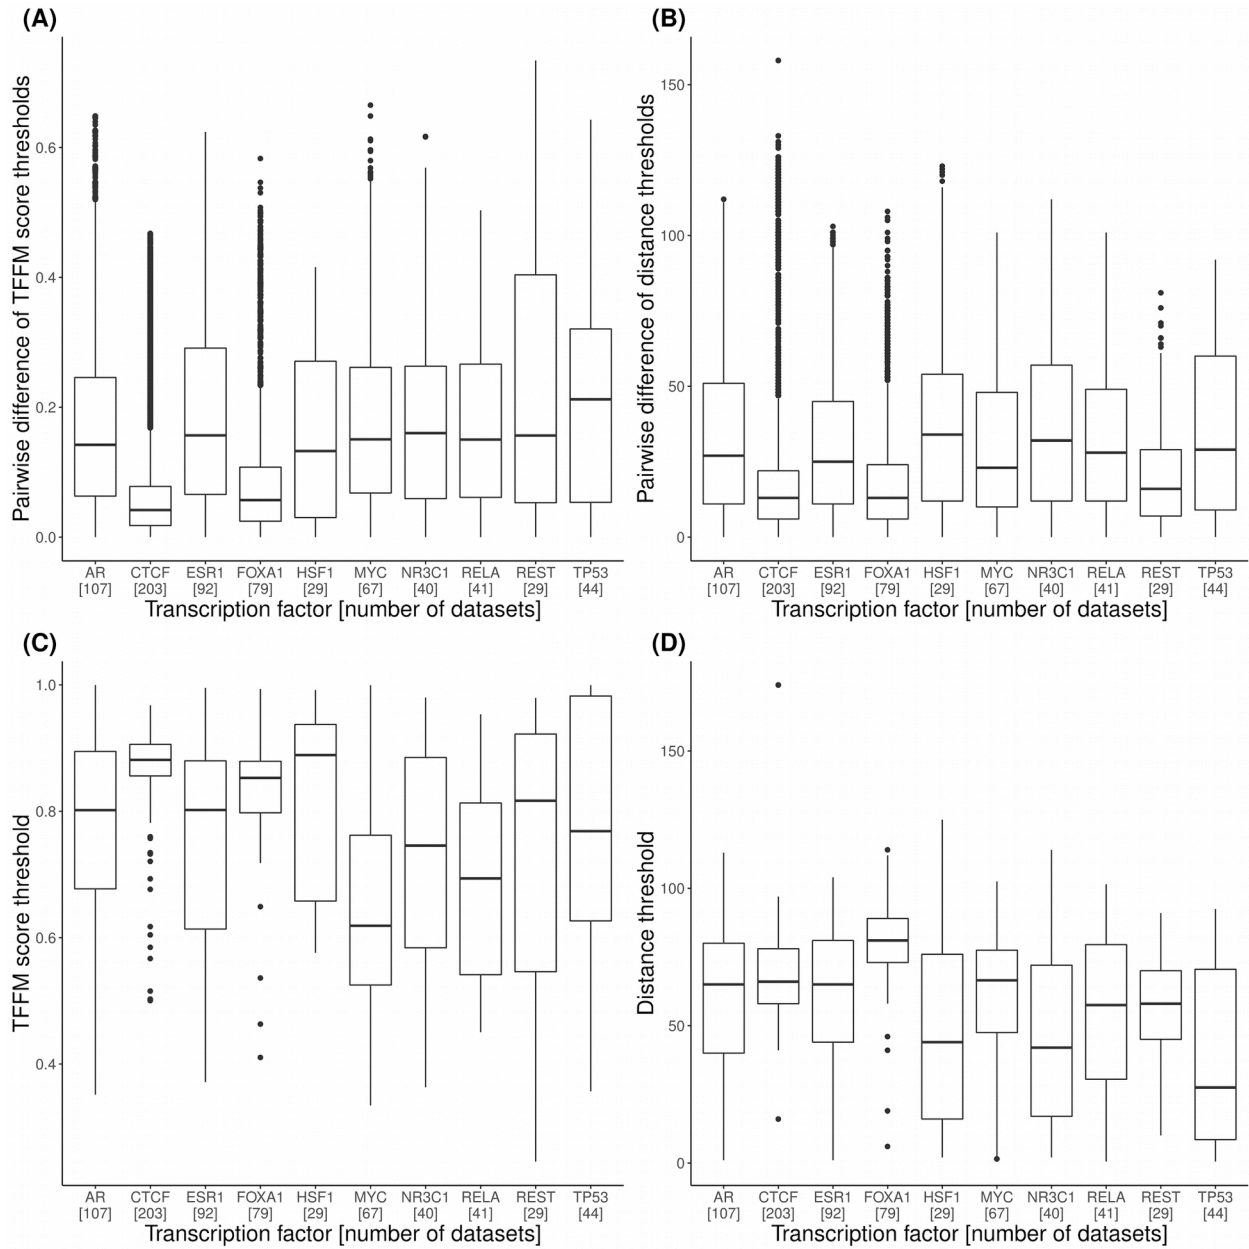 (A)
Pairwise difference of TFFM score thresholds
0.6
0.4
0.2
0.0
AR CTCF ESR1 FOXA1 HSF1 MYC NR3C1 RELA REST TP53
[107] [203] [92] [79] [29] [67] [40] [41] [29] [44]
Transcription factor [number of datasets]
(B)
Pairwise difference of distance thresholds
150
100
50
0
AR CTCF ESR1 FOXA1 HSF1 MYC NR3C1 RELA REST TP53
[107] [203] [92] [79] [29] [67] [40] [41] [29] [44]
Transcription factor [number of datasets]
(C)
TFFM score threshold
1.0
0.8
0.6
0.4
AR CTCF ESR1 FOXA1 HSF1 MYC NR3C1 RELA REST TP53
[107] [203] [92] [79] [29] [67] [40] [41] [29] [44]
Transcription factor [number of datasets]
(D)
Distance threshold
150
100
50
0
AR CTCF ESR1 FOXA1 HSF1 MYC NR3C1 RELA REST TP53
[107] [203] [92] [79] [29] [67] [40] [41] [29] [44]
Transcription factor [number of datasets]